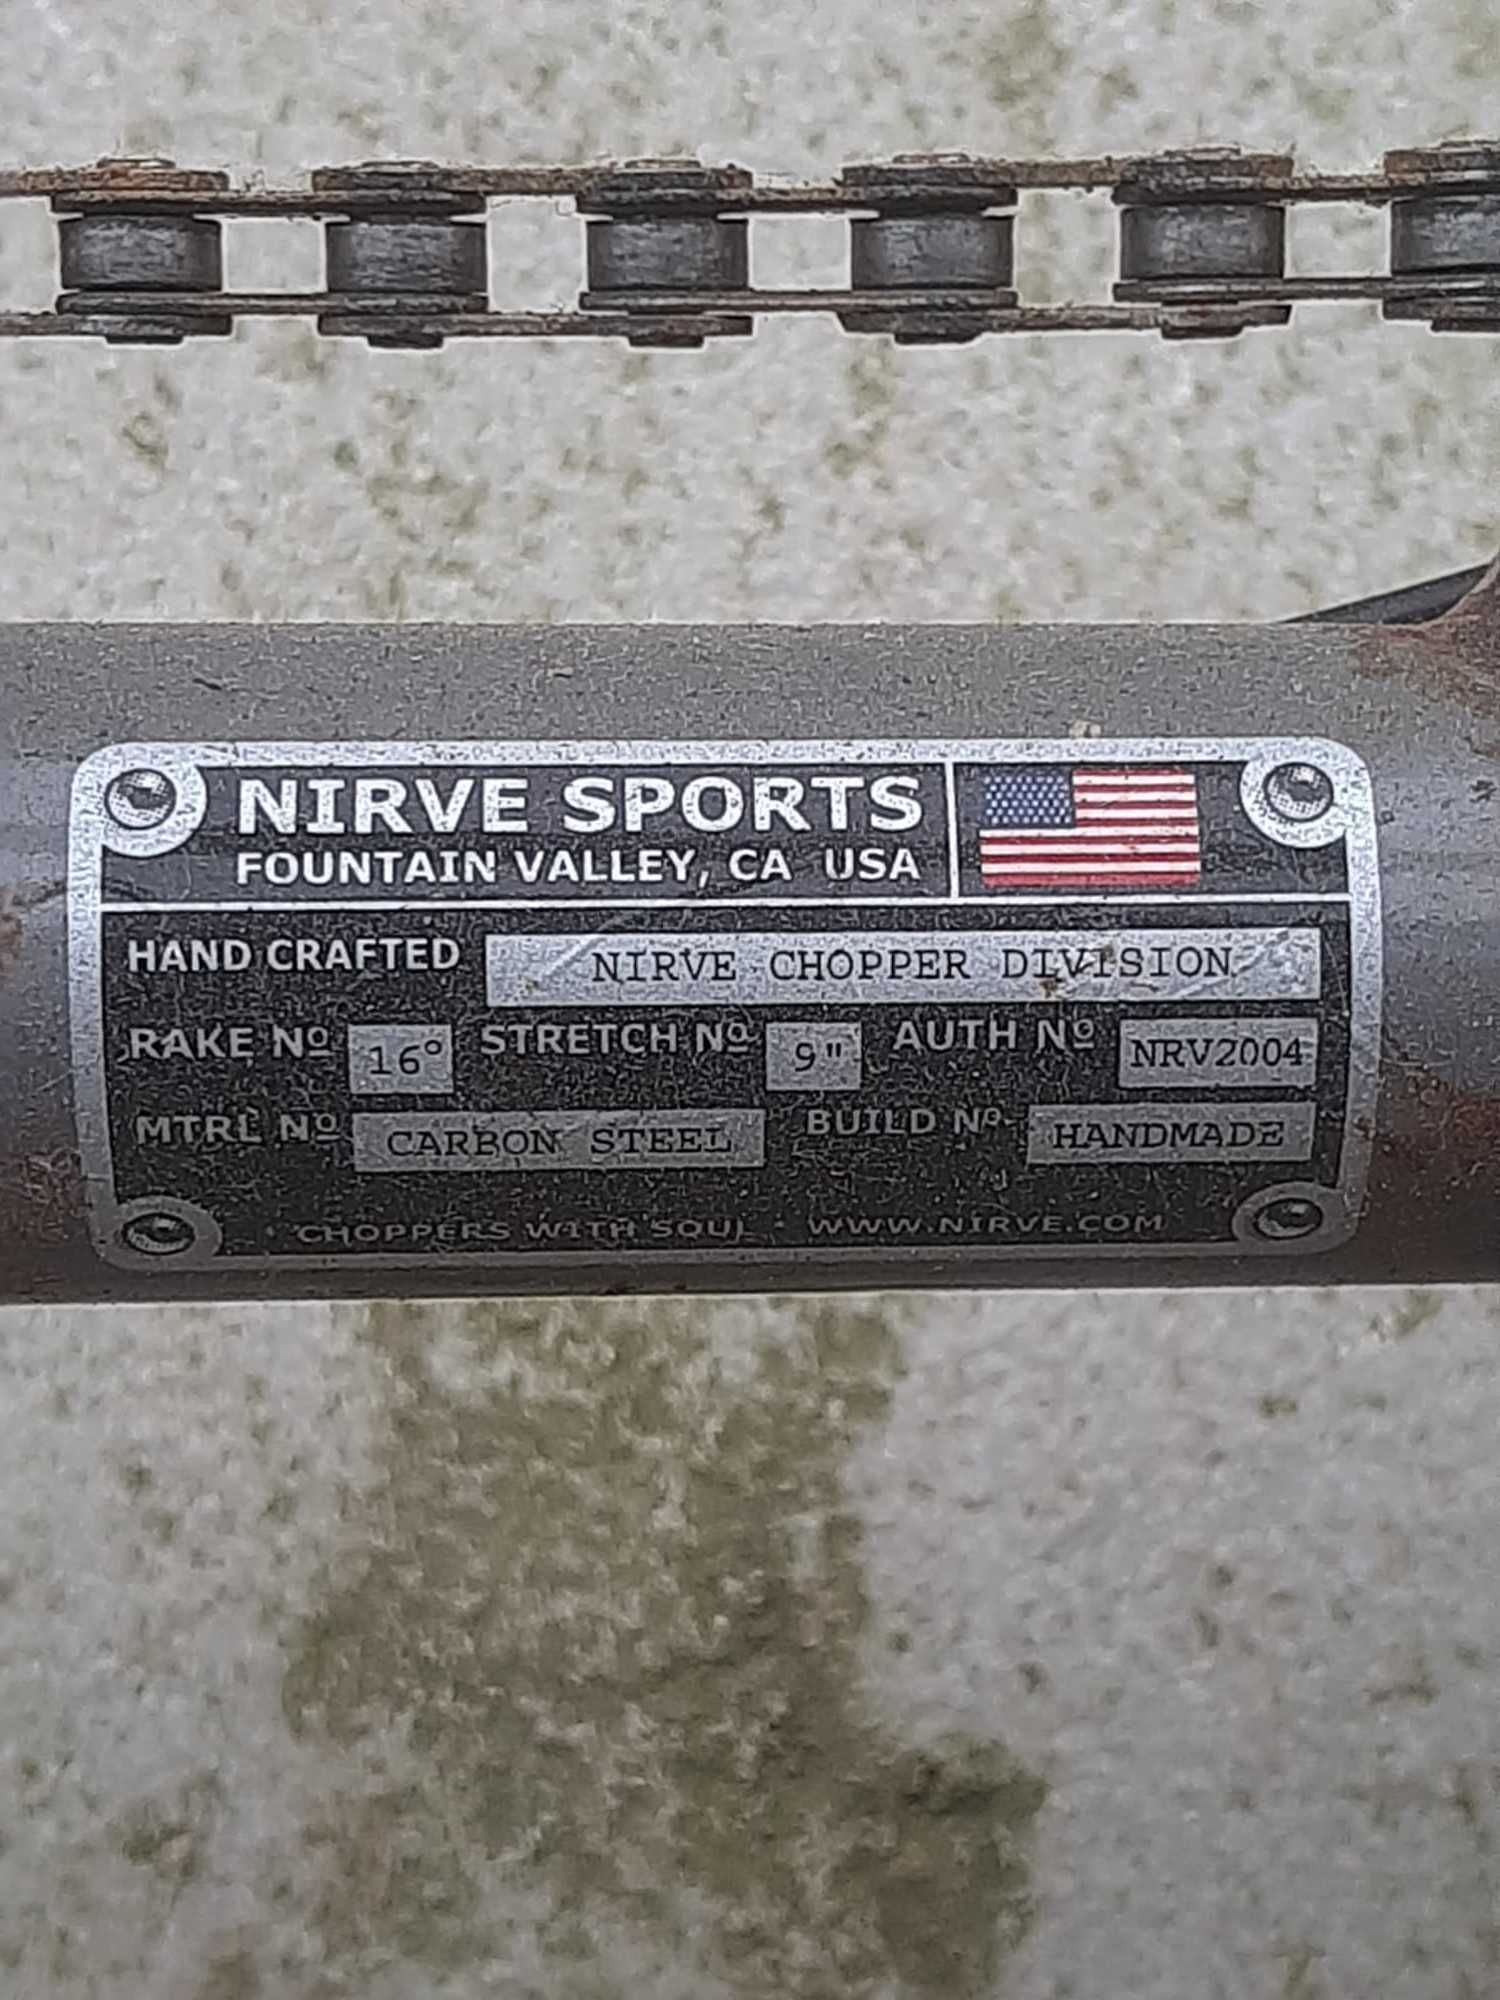 NIRVE SPORTS
FOUNTAIN VALLEY, CA USA
HAND CRAFTED NIRVE CHOPPER DIVISION
RAKE Nº 16° STRETCH Nº 9" AUTH Nº NRV2004
MTRL Nº CARBON STEEL BUILD Nº HANDMADE
· CHOPPERS WITH SOUL · WWW.NIRVE.COM